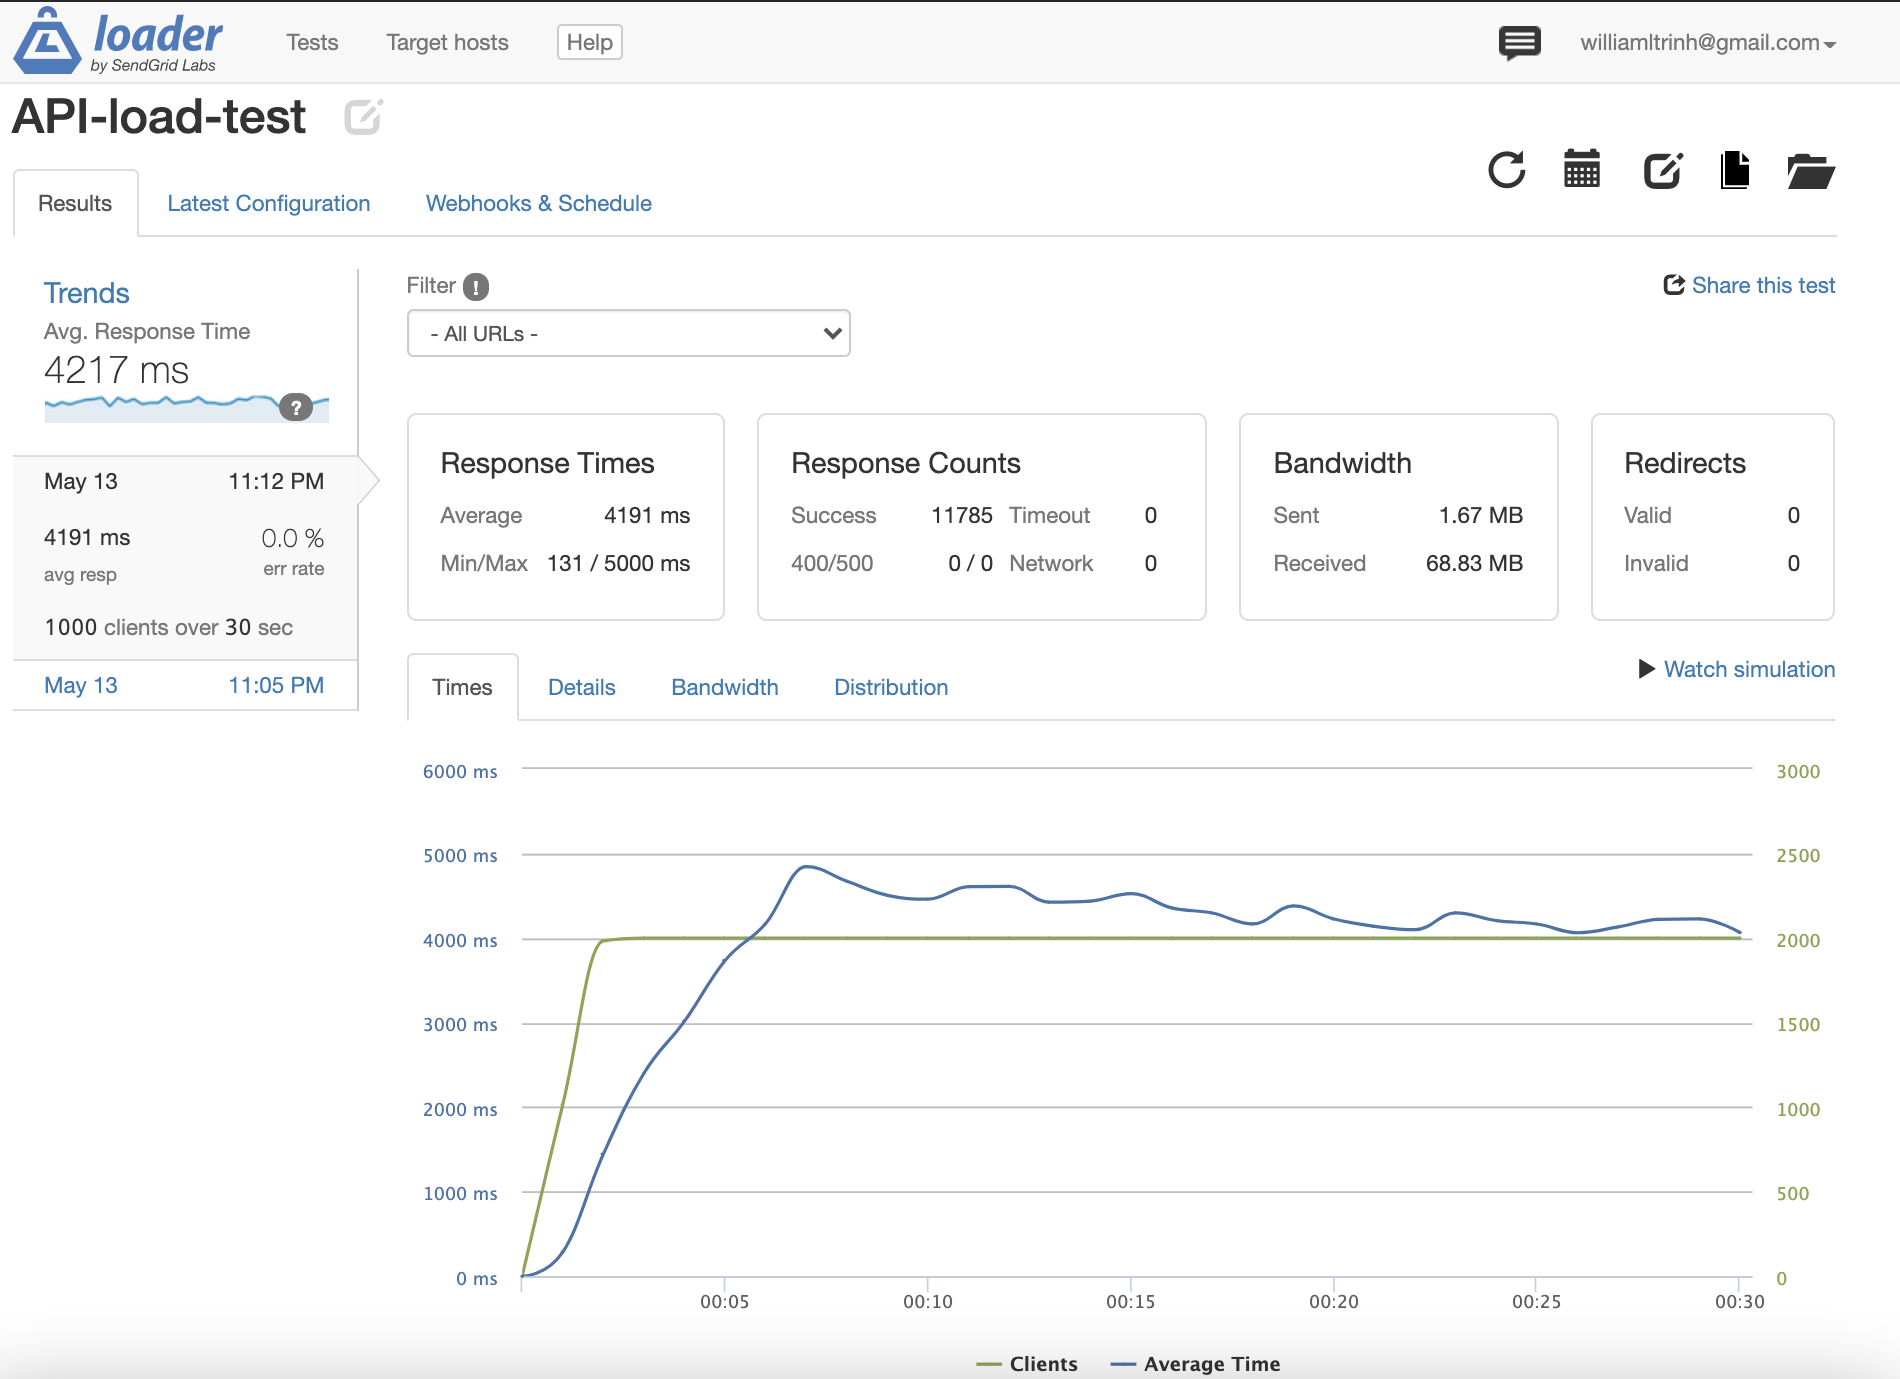 loader
by SendGrid Labs
Tests
Target hosts
Help
williamltrinh@gmail.com
API-load-test
Results
Latest Configuration
Webhooks & Schedule
Trends
Avg. Response Time
4217 ms
?
May 13 11:12 PM
4191 ms 0.0 %
avg resp err rate
1000 clients over 30 sec
May 13 11:05 PM
Filter !
- All URLs -
Share this test
Response Times
Average 4191 ms
Min/Max 131 / 5000 ms
Response Counts
Success 11785 Timeout 0
400/500 0 / 0 Network 0
Bandwidth
Sent 1.67 MB
Received 68.83 MB
Redirects
Valid 0
Invalid 0
Times
Details
Bandwidth
Distribution
Watch simulation
6000 ms 3000
5000 ms 2500
4000 ms 2000
3000 ms 1500
2000 ms 1000
1000 ms 500
0 ms 0
00:05 00:10 00:15 00:20 00:25 00:30
Clients Average Time